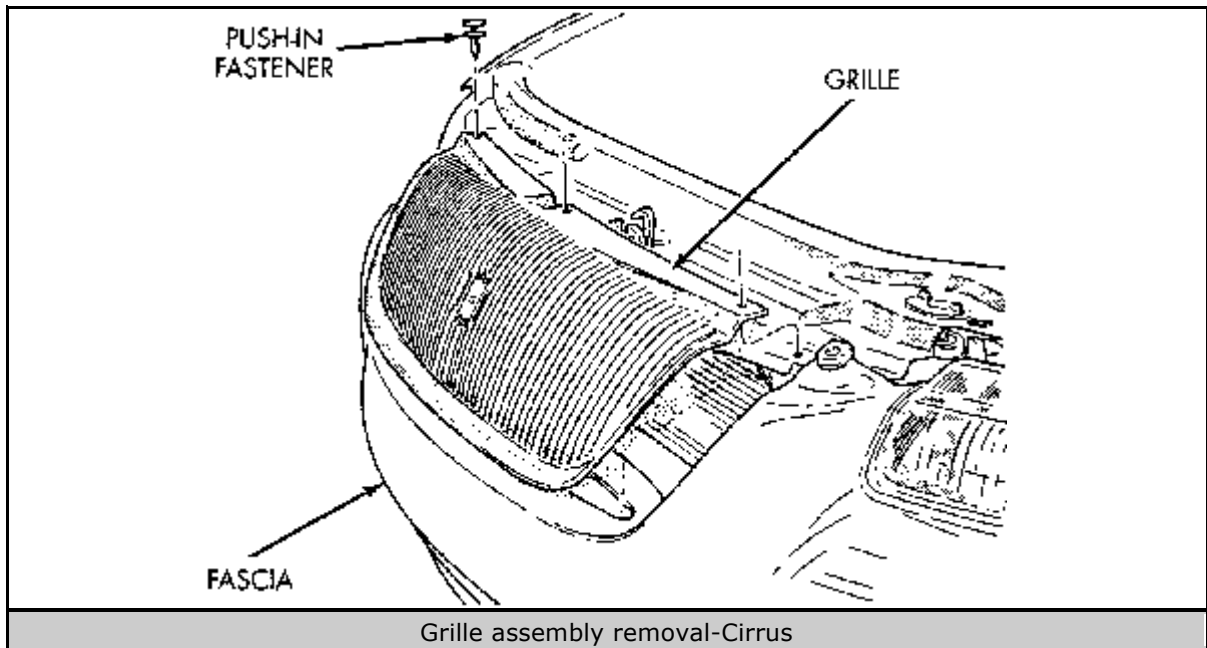 PUSH-IN
FASTENER
GRILLE
FASCIA
Grille assembly removal-Cirrus